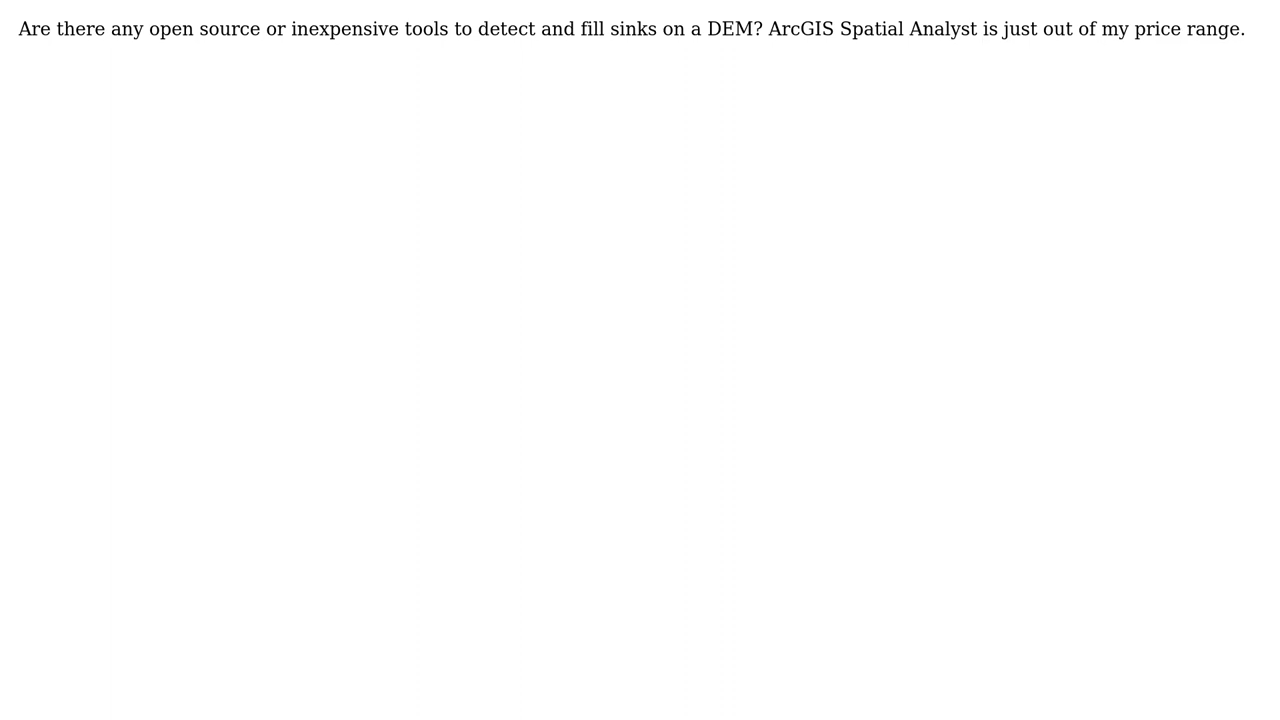 Are there any open source or inexpensive tools to detect and fill sinks on a DEM? ArcGIS Spatial Analyst is just out of my price range.